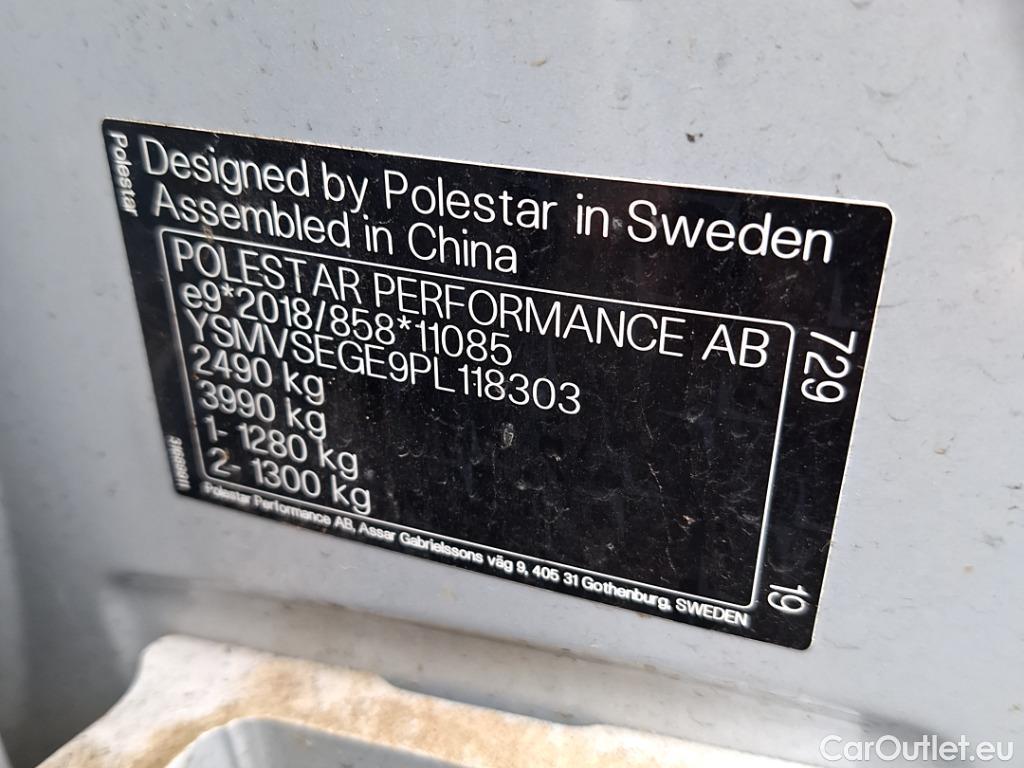 Polestar
Designed by Polestar in Sweden
Assembled in China
POLESTAR PERFORMANCE AB
e9*2018/858*11085
YSMVSEGE9PL118303
2490 kg
3990 kg
1- 1280 kg
2- 1300 kg
729
19
Polestar Performance AB, Assar Gabrielssons väg 9, 405 31 Gothenburg, SWEDEN
CarOutlet.eu